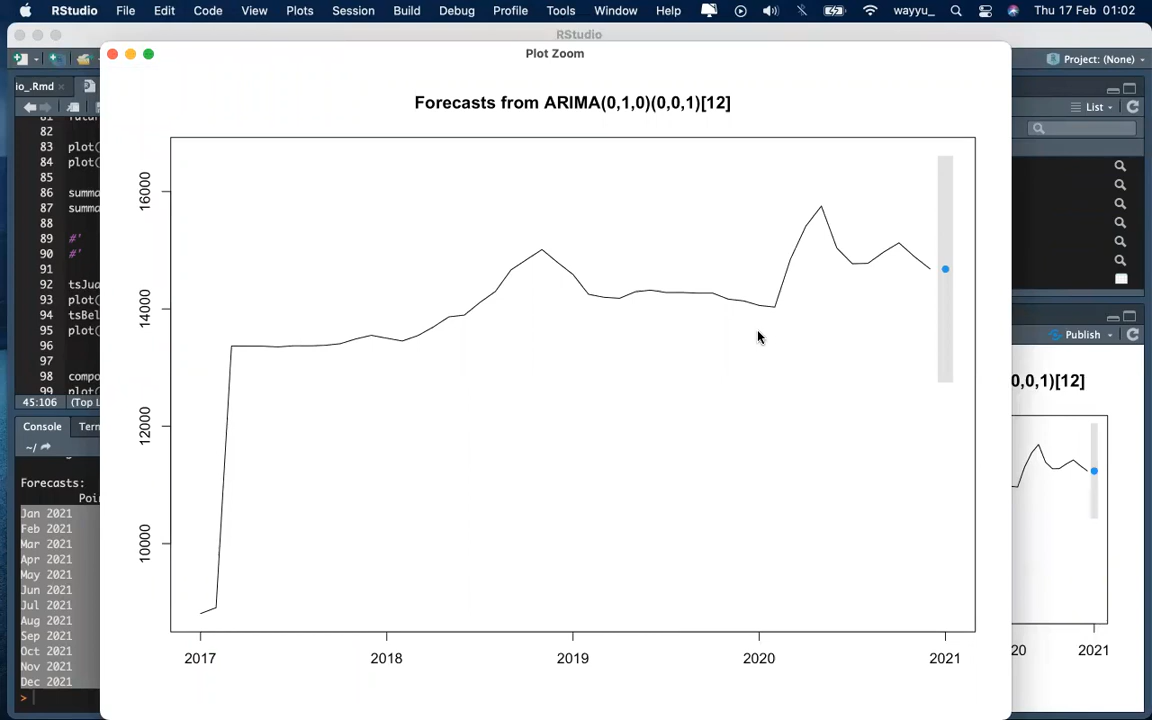 RStudio File Edit Code View Plots Session Build Debug Profile Tools Window Help wayyu_ Thu 17 Feb 01:02
RStudio
Project: (None)
Plot Zoom
io_.Rmd
List
82
83 plot(
84 plot(
85
86 summa
87 summa
88
89 #'
90 #'
91
92 tsJua
93 plot(
94 tsBel
95 plot(
96
97
98 compo
99 plot(
45:106 (Top L
Console Tern
~/
Forecasts:
Poin
Jan 2021
Feb 2021
Mar 2021
Apr 2021
May 2021
Jun 2021
Jul 2021
Aug 2021
Sep 2021
Oct 2021
Nov 2021
Dec 2021
>
Forecasts from ARIMA(0,1,0)(0,0,1)[12]
16000
14000
12000
10000
2017 2018 2019 2020 2021
Publish
0,0,1)[12]
20 2021